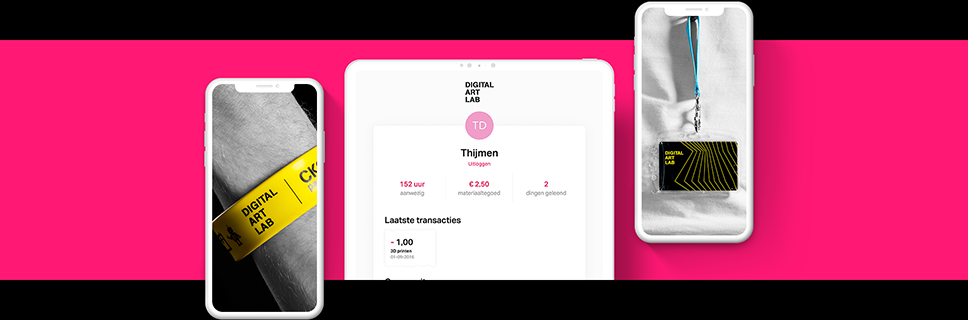 DIGITAL
ART
LAB
CK
DIGITAL
ART
LAB
TD
Thijmen
Uitloggen
152 uur
aanwezig
€ 2,50
materiaaltegoed
2
dingen geleend
Laatste transacties
- 1,00
3D printen
01-09-2016
DIGITAL
ART
LAB